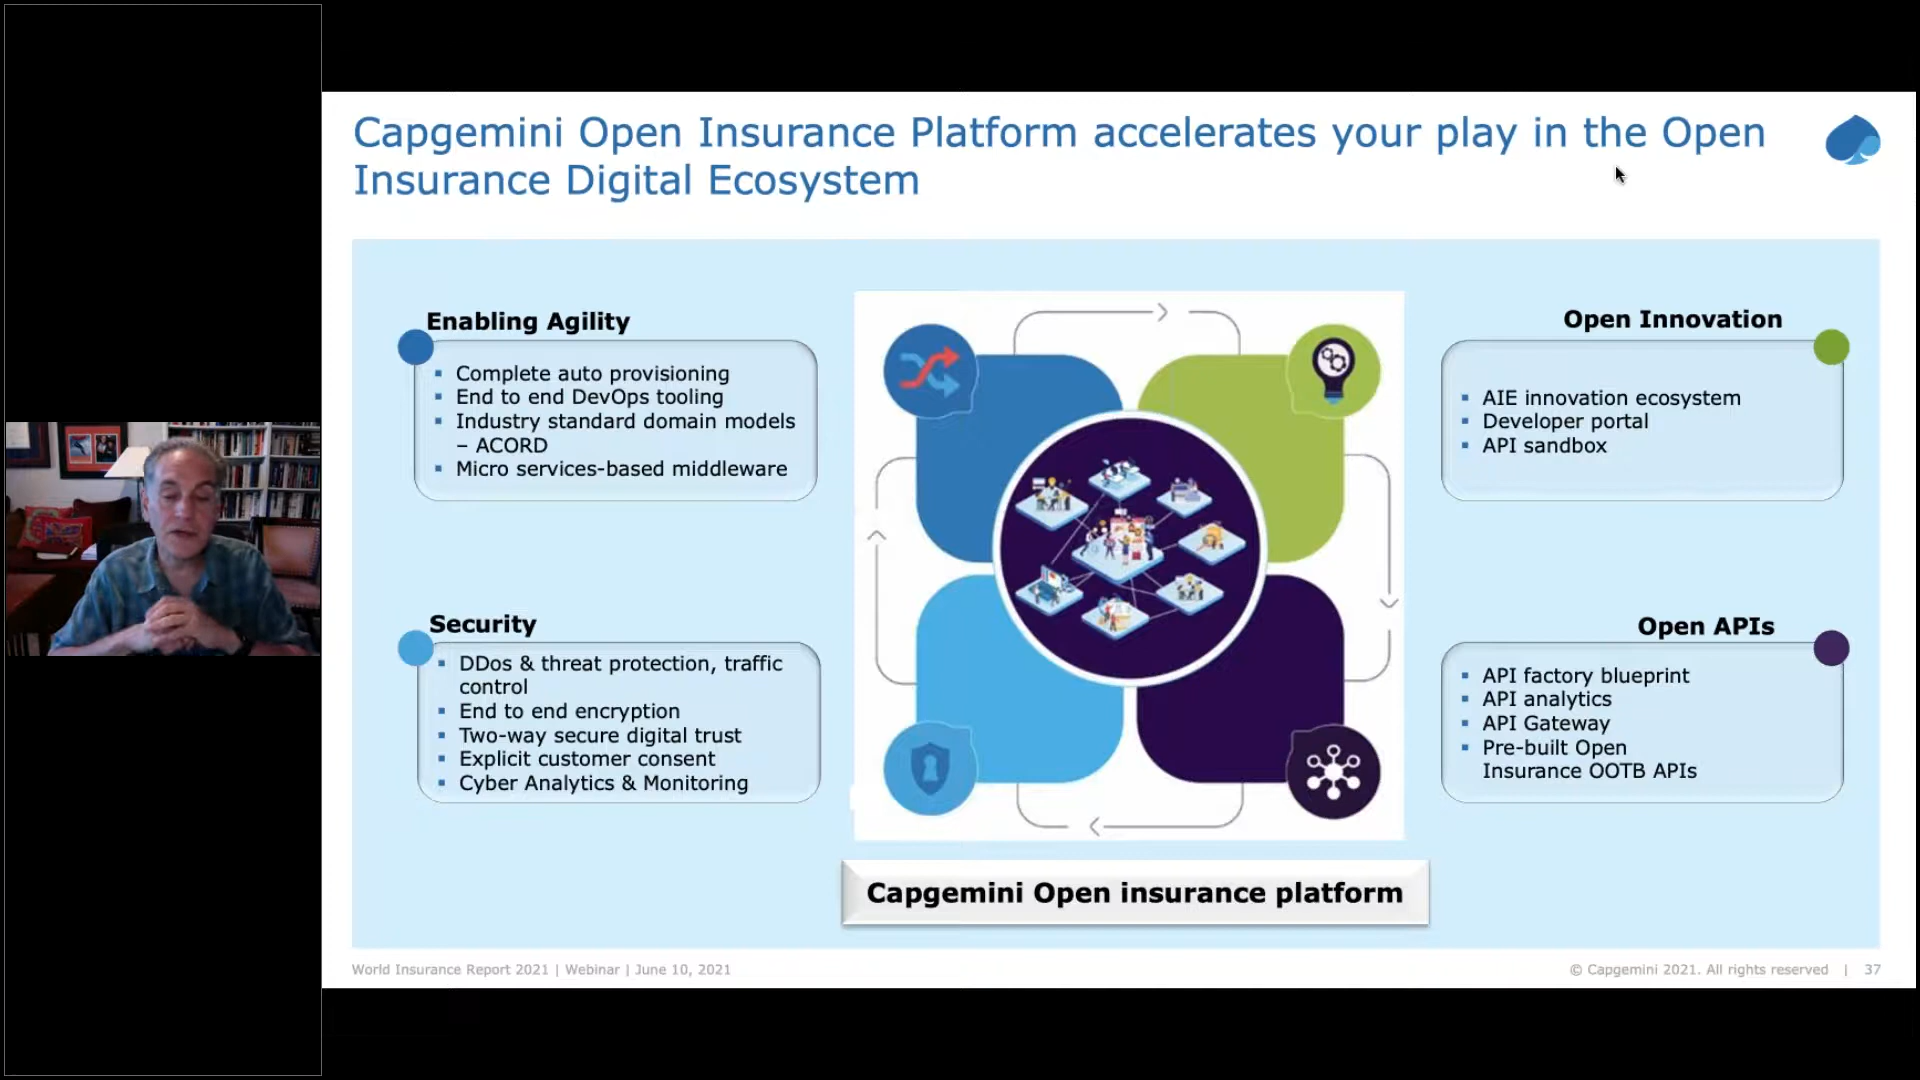 Capgemini Open Insurance Platform accelerates your play in the Open
Insurance Digital Ecosystem
Enabling Agility
Complete auto provisioning
End to end DevOps tooling
Industry standard domain models
– ACORD
Micro services-based middleware
Open Innovation
AIE innovation ecosystem
Developer portal
API sandbox
Security
DDos & threat protection, traffic
control
End to end encryption
Two-way secure digital trust
Explicit customer consent
Cyber Analytics & Monitoring
Open APIs
API factory blueprint
API analytics
API Gateway
Pre-built Open
Insurance OOTB APIs
Capgemini Open insurance platform
World Insurance Report 2021 | Webinar | June 10, 2021
© Capgemini 2021. All rights reserved | 37